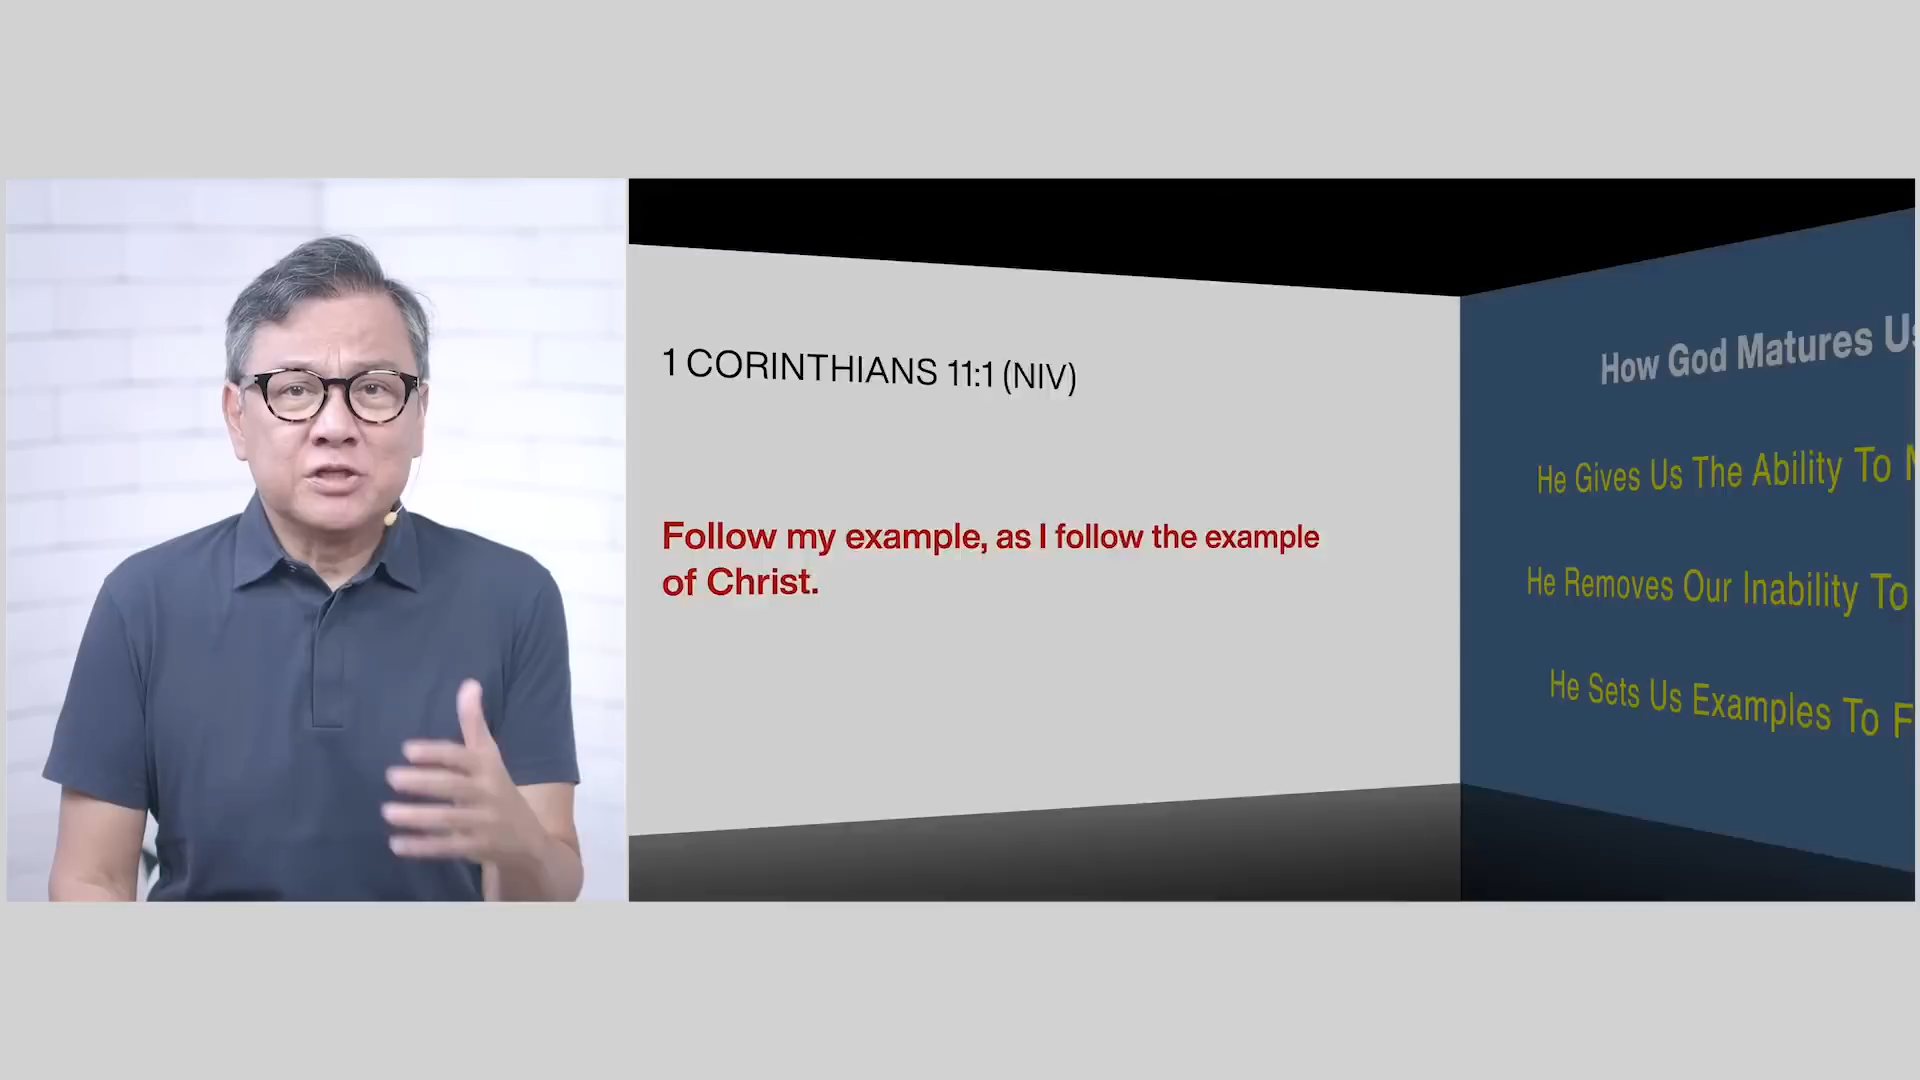 1 CORINTHIANS 11:1 (NIV)
Follow my example, as I follow the example
of Christ.
How God Matures Us
He Gives Us The Ability To
He Removes Our Inability To
He Sets Us Examples To